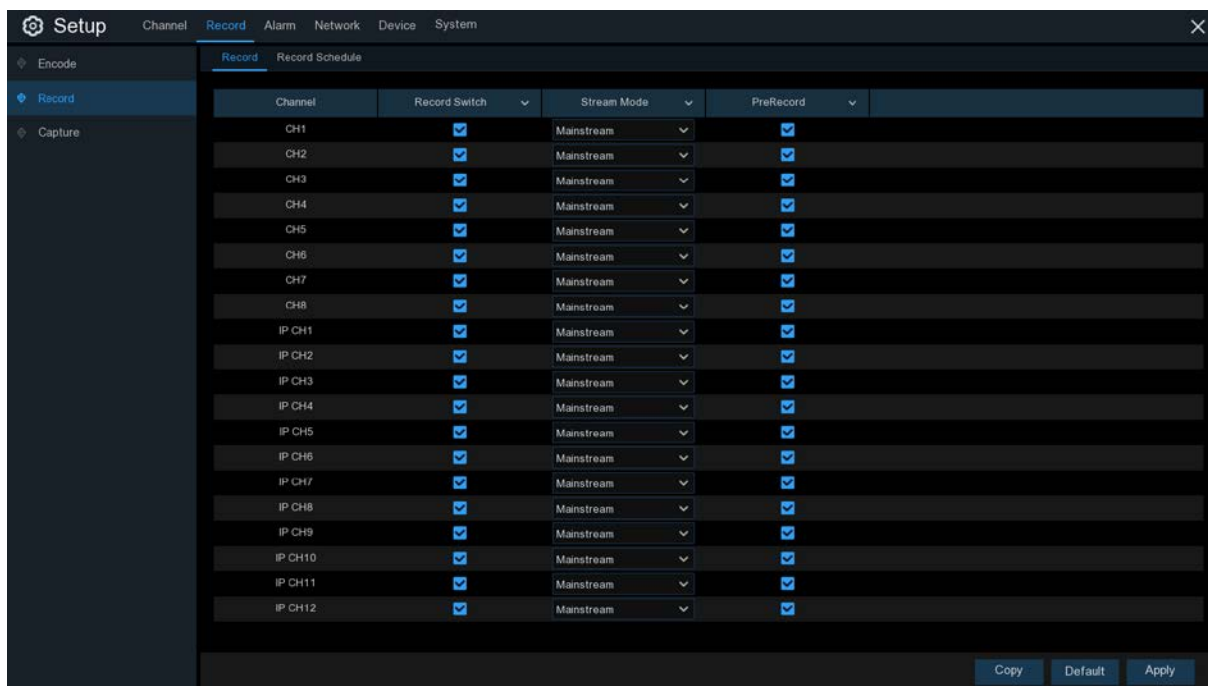 Setup Channel Record Alarm Network Device System
Encode
Record
Capture
Record Record Schedule
Channel Record Switch Stream Mode PreRecord
CH1 Mainstream
CH2 Mainstream
CH3 Mainstream
CH4 Mainstream
CH5 Mainstream
CH6 Mainstream
CH7 Mainstream
CH8 Mainstream
IP CH1 Mainstream
IP CH2 Mainstream
IP CH3 Mainstream
IP CH4 Mainstream
IP CH5 Mainstream
IP CH6 Mainstream
IP CH7 Mainstream
IP CH8 Mainstream
IP CH9 Mainstream
IP CH10 Mainstream
IP CH11 Mainstream
IP CH12 Mainstream
Copy Default Apply